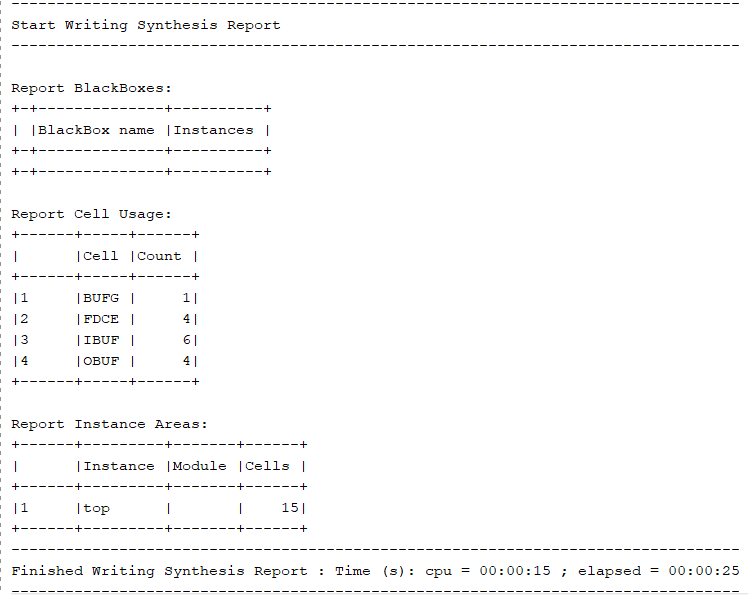 ---------------------------------------------------------------------------------
Start Writing Synthesis Report
---------------------------------------------------------------------------------

Report BlackBoxes:
+-+--------------+----------+
| |BlackBox name |Instances |
+-+--------------+----------+
+-+--------------+----------+

Report Cell Usage:
+------+-----+------+
|      |Cell |Count |
+------+-----+------+
|1     |BUFG |     1|
|2     |FDCE |     4|
|3     |IBUF |     6|
|4     |OBUF |     4|
+------+-----+------+

Report Instance Areas:
+------+---------+-------+------+
|      |Instance |Module |Cells |
+------+---------+-------+------+
|1     |top      |       |    15|
+------+---------+-------+------+
---------------------------------------------------------------------------------
Finished Writing Synthesis Report : Time (s): cpu = 00:00:15 ; elapsed = 00:00:25
---------------------------------------------------------------------------------